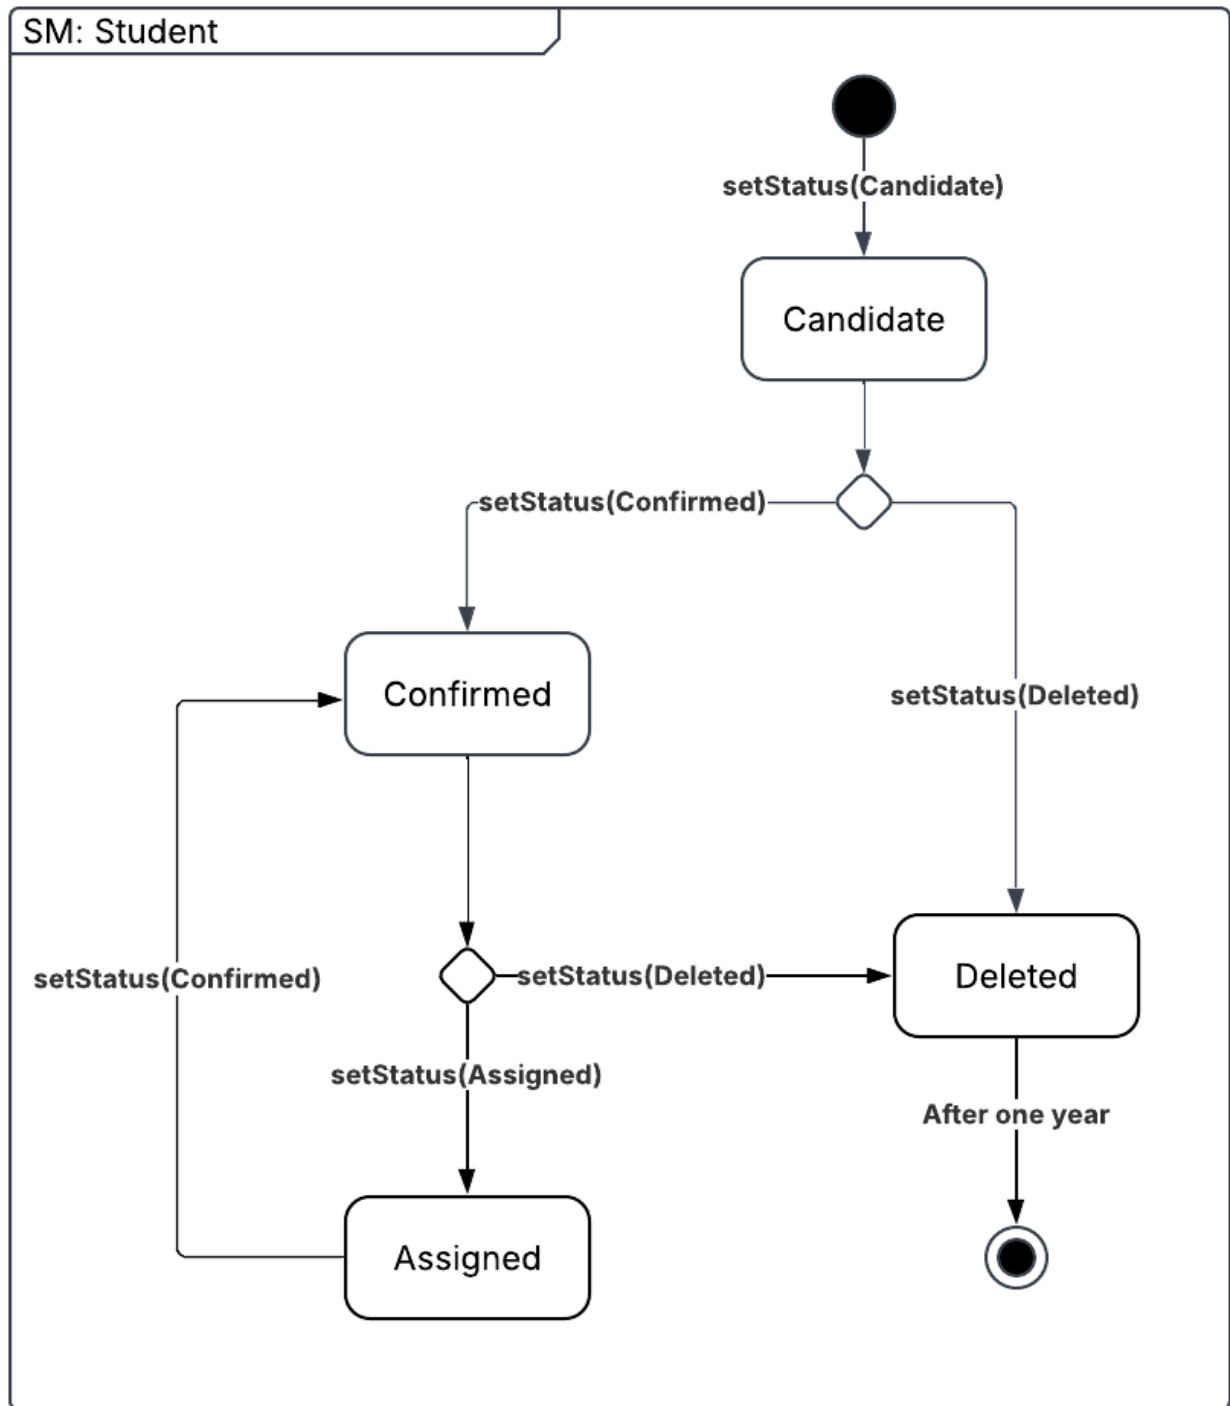 SM: Student
setStatus(Candidate)
Candidate
setStatus(Confirmed)
Confirmed
setStatus(Deleted)
setStatus(Confirmed)
setStatus(Deleted)
Deleted
setStatus(Assigned)
After one year
Assigned